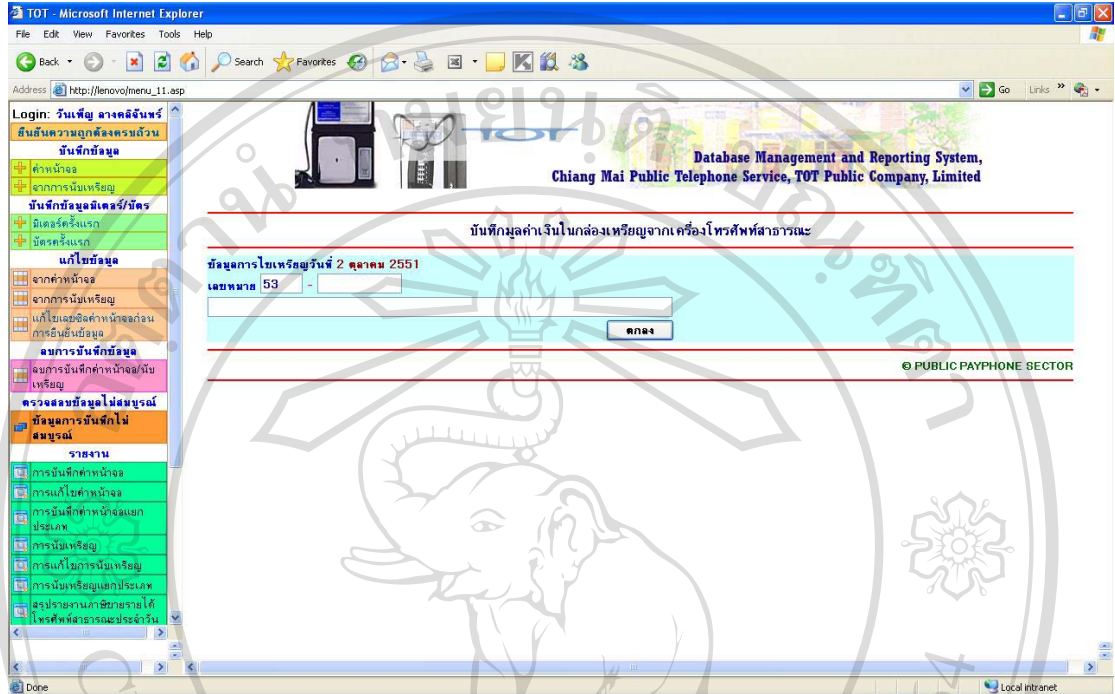 TOT - Microsoft Internet Explorer
File Edit View Favorites Tools Help
Back Search Favorites
Address http://lenovo/menu_11.asp Go Links
Login: วันเพ็ญ ลางคลิจันทร์
ยืนยันความถูกต้องครบถ้วน
บันทึกข้อมูล
ค่าหน้าจอ
จากการนับเหรียญ
บันทึกข้อมูลมิเตอร์/บัตร
มิเตอร์ครั้งแรก
บัตรครั้งแรก
แก้ไขข้อมูล
จากค่าหน้าจอ
จากการนับเหรียญ
แก้ไขเลขซีลค่าหน้าจอก่อน
การยืนยันข้อมูล
ลบการบันทึกข้อมูล
ลบการบันทึกค่าหน้าจอ/นับ
เหรียญ
ตรวจสอบข้อมูลไม่สมบูรณ์
ข้อมูลการบันทึกไม่
สมบูรณ์
รายงาน
การบันทึกค่าหน้าจอ
การแก้ไขค่าหน้าจอ
การบันทึกค่าหน้าจอแยก
ประเภท
การนับเหรียญ
การแก้ไขการนับเหรียญ
การนับเหรียญแยกประเภท
สรุปรายงานภาษีขายรายได้
โทรศัพท์สาธารณะประจำวัน
TOT
Database Management and Reporting System,
Chiang Mai Public Telephone Service, TOT Public Company, Limited
บันทึกมูลค่าเงินในกล่องเหรียญจากเครื่องโทรศัพท์สาธารณะ
ข้อมูลการไขเหรียญวันที่ 2 ตุลาคม 2551
เลขหมาย 53 -
ตกลง
© PUBLIC PAYPHONE SECTOR
Done
Local intranet